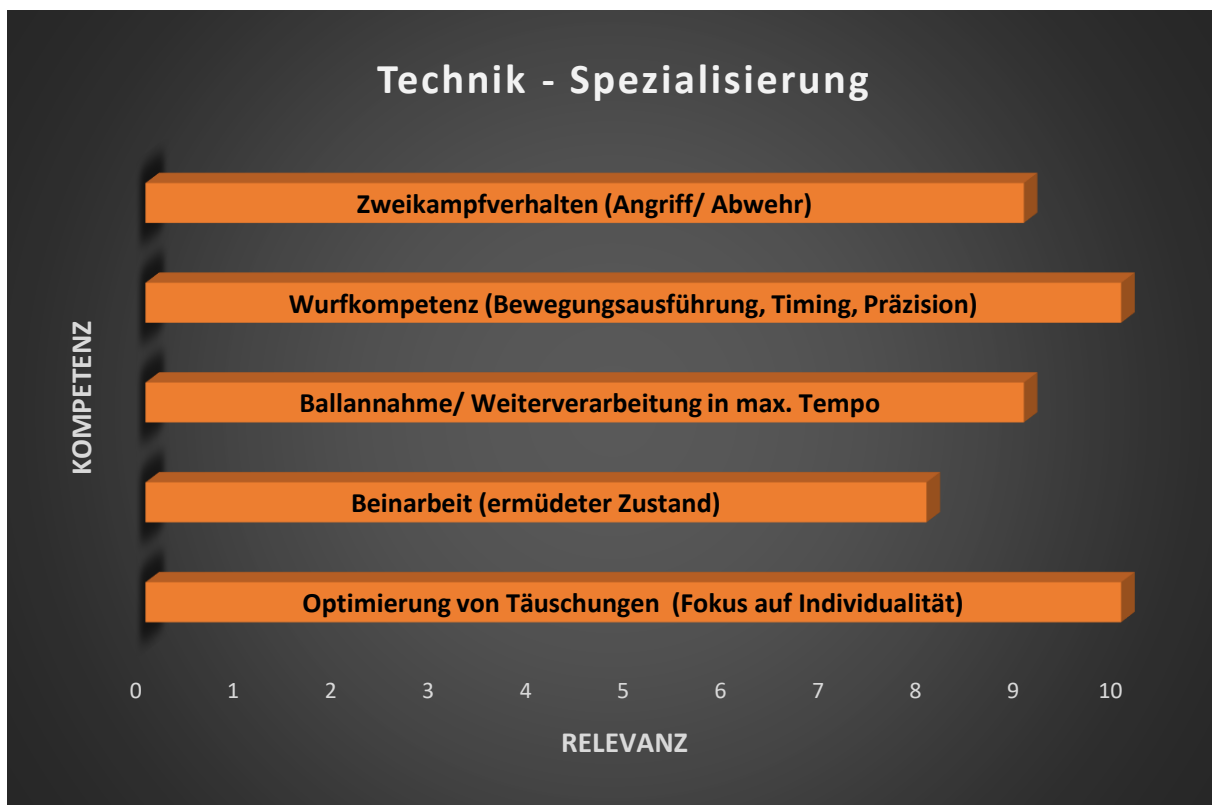 Technik - Spezialisierung
Zweikampfverhalten (Angriff/ Abwehr)
Wurfkompetenz (Bewegungsausführung, Timing, Präzision)
Ballannahme/ Weiterverarbeitung in max. Tempo
Beinarbeit (ermüdeter Zustand)
Optimierung von Täuschungen  (Fokus auf Individualität)
KOMPETENZ
0 1 2 3 4 5 6 7 8 9 10
RELEVANZ